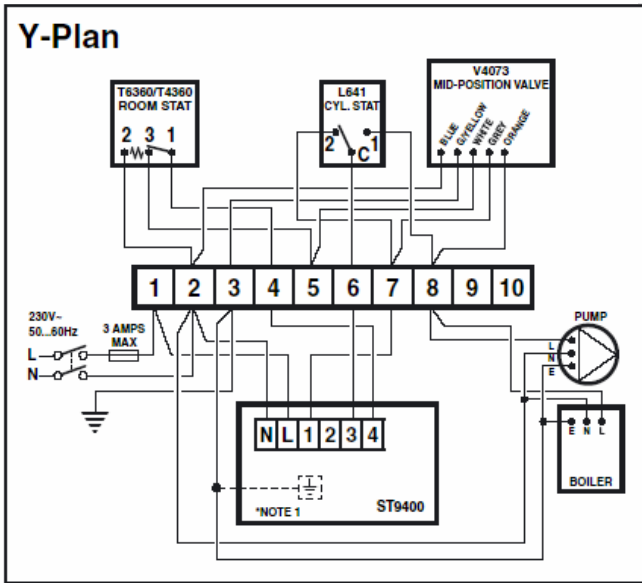 Y-Plan
T6360/T4360
ROOM STAT
2 3 1
L641
CYL. STAT
2 C 1
V4073
MID-POSITION VALVE
BLUE
G/YELLOW
WHITE
GREY
ORANGE
1 2 3 4 5 6 7 8 9 10
230V~
50...60Hz
3 AMPS
MAX
L
N
PUMP
L
N
E
N L 1 2 3 4
*NOTE 1
ST9400
E N L
BOILER